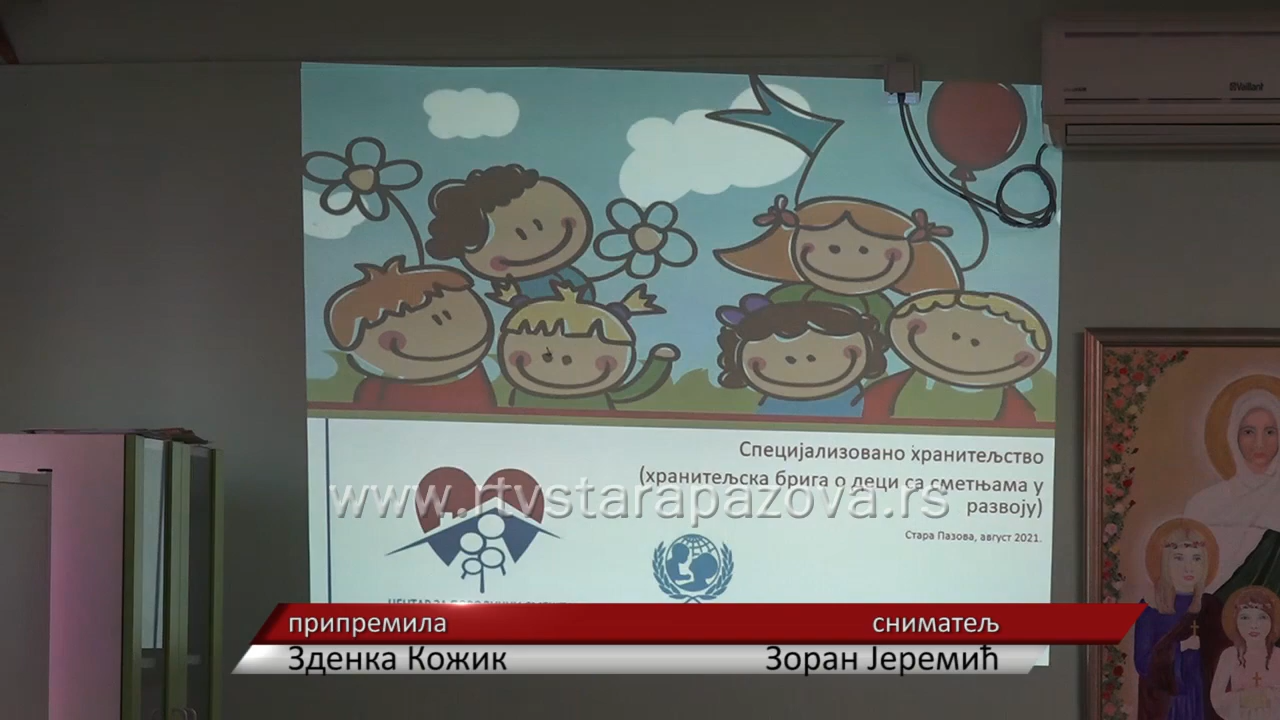 Vaillant
Специјализовано хранитељство
(хранитељска брига о деци са сметњама у
развоју)
www.rtvstarapazova.rs
Стара Пазова, август 2021.
припремила
сниматељ
Зденка Кожик
Зоран Јеремић